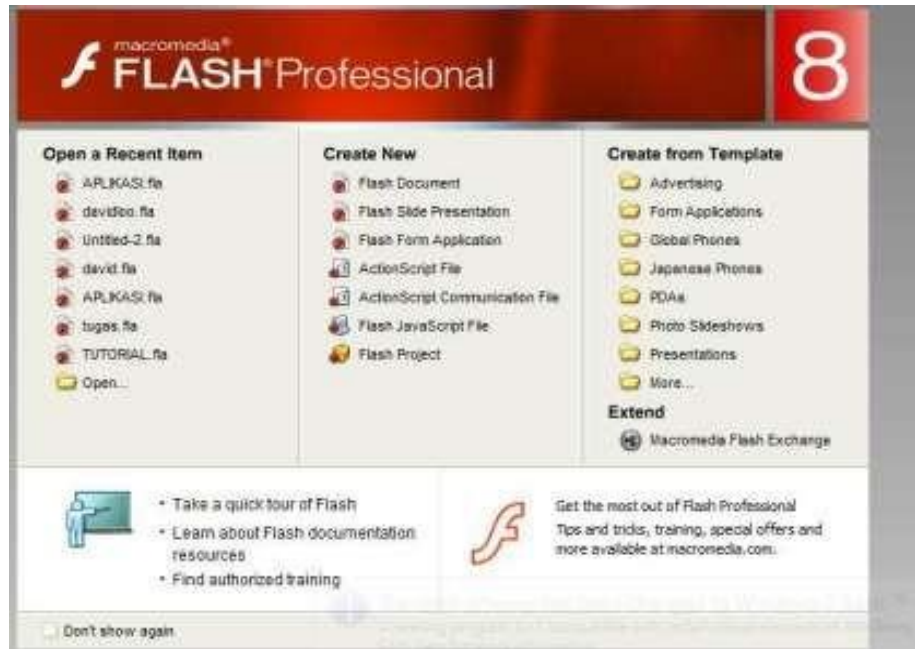 macromedia®
FLASH® Professional
8
Open a Recent Item
APLIKASI.fla
davidleo.fla
Untitled-2.fla
david.fla
APLIKASI.fla
tugas.fla
TUTORIAL.fla
Open...
Create New
Flash Document
Flash Slide Presentation
Flash Form Application
ActionScript File
ActionScript Communication File
Flash JavaScript File
Flash Project
Create from Template
Advertising
Form Applications
Global Phones
Japanese Phones
PDAs
Photo Slideshows
Presentations
More...
Extend
Macromedia Flash Exchange
• Take a quick tour of Flash
• Learn about Flash documentation
resources
• Find authorized training
Get the most out of Flash Professional
Tips and tricks, training, special offers and
more available at macromedia.com.
Don't show again